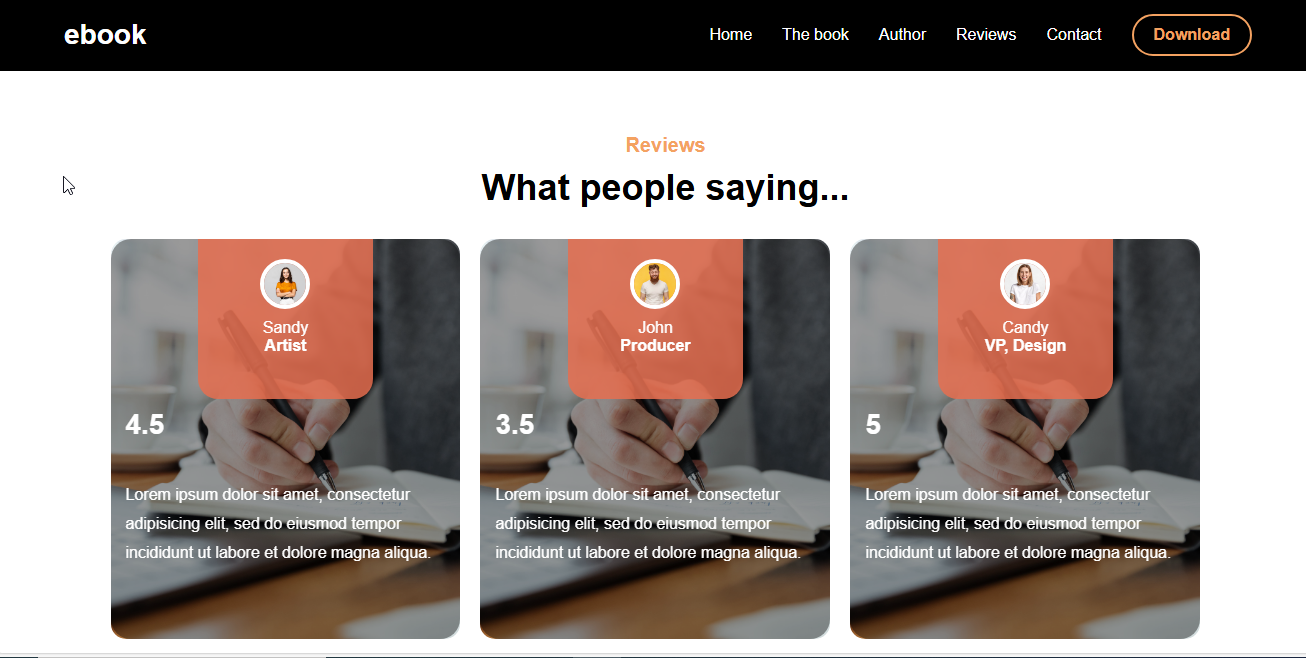 ebook
Home
The book
Author
Reviews
Contact
Download
Reviews
What people saying...
Sandy
Artist
4.5
Lorem ipsum dolor sit amet, consectetur
adipisicing elit, sed do eiusmod tempor
incididunt ut labore et dolore magna aliqua.
John
Producer
3.5
Lorem ipsum dolor sit amet, consectetur
adipisicing elit, sed do eiusmod tempor
incididunt ut labore et dolore magna aliqua.
Candy
VP, Design
5
Lorem ipsum dolor sit amet, consectetur
adipisicing elit, sed do eiusmod tempor
incididunt ut labore et dolore magna aliqua.